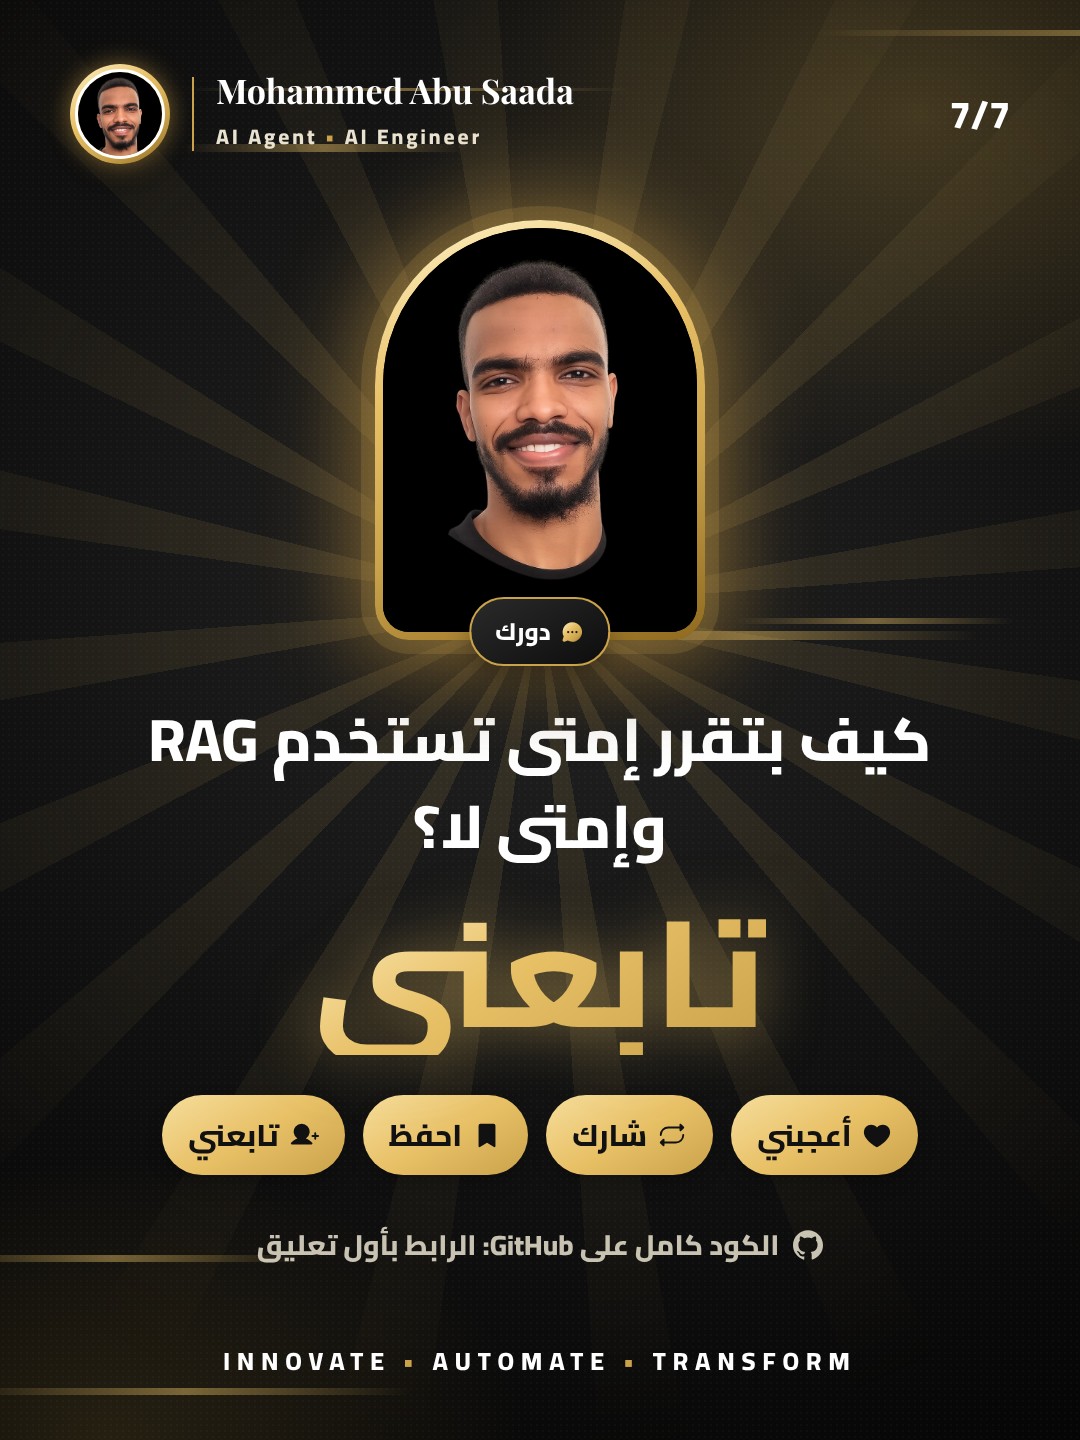 Mohammed Abu Saada
AI Agent ▪ AI Engineer
7/7
دورك
كيف بتقرر إمتى تستخدم RAG
وإمتى لا؟
تابعني
أعجبني
شارك
احفظ
تابعني
الكود كامل على GitHub: الرابط بأول تعليق
INNOVATE ▪ AUTOMATE ▪ TRANSFORM